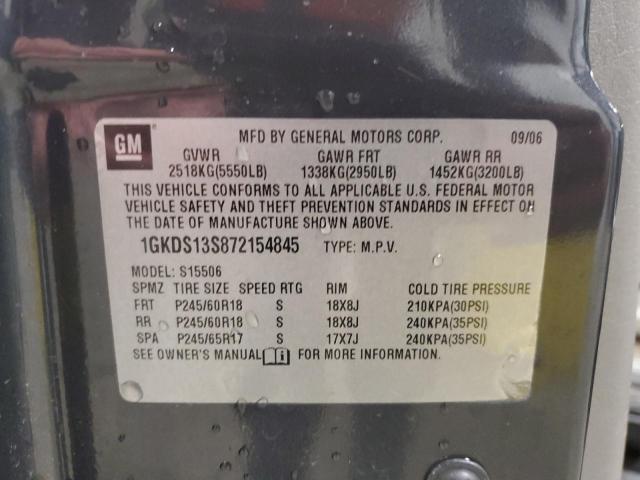 GM
MFD BY GENERAL MOTORS CORP. 09/06
GVWR GAWR FRT GAWR RR
2518KG(5550LB) 1338KG(2950LB) 1452KG(3200LB)
THIS VEHICLE CONFORMS TO ALL APPLICABLE U.S. FEDERAL MOTOR
VEHICLE SAFETY AND THEFT PREVENTION STANDARDS IN EFFECT ON
THE DATE OF MANUFACTURE SHOWN ABOVE.
1GKDS13S872154845 TYPE: M.P.V.
MODEL: S15506
SPMZ TIRE SIZE SPEED RTG RIM COLD TIRE PRESSURE
FRT P245/60R18 S 18X8J 210KPA(30PSI)
RR P245/60R18 S 18X8J 240KPA(35PSI)
SPA P245/65R17 S 17X7J 240KPA(35PSI)
SEE OWNER'S MANUAL i FOR MORE INFORMATION.